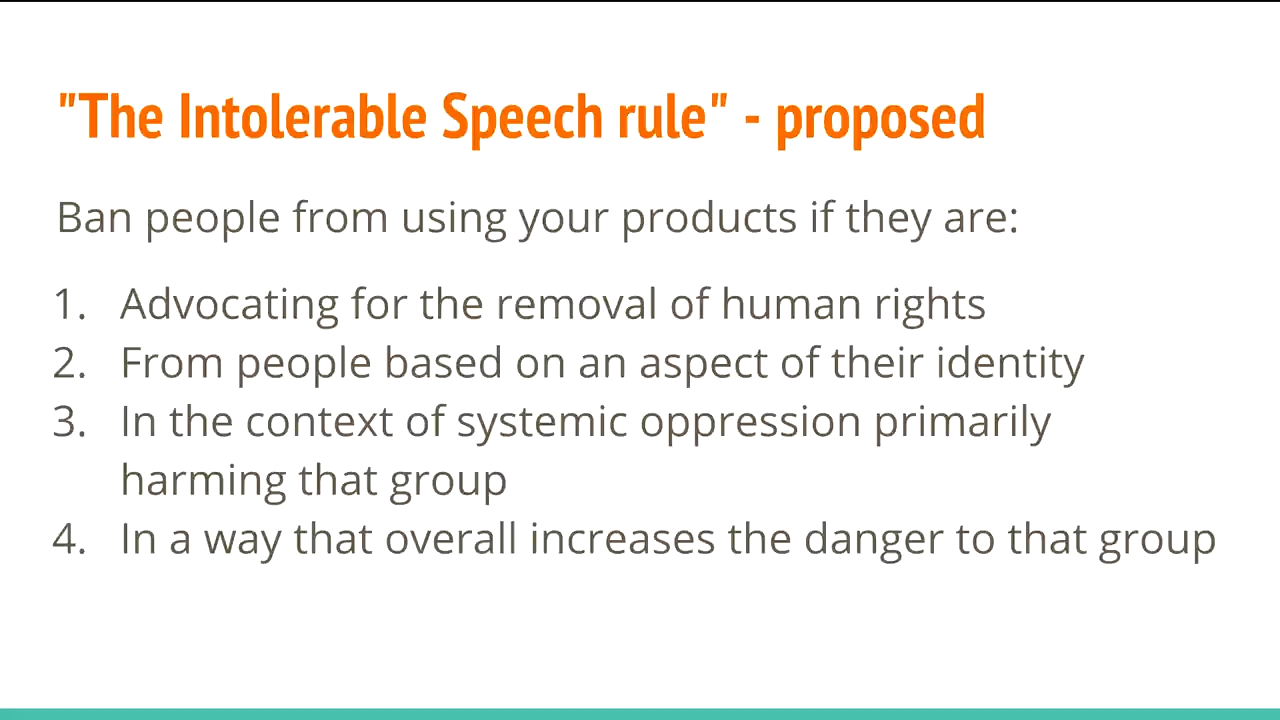 "The Intolerable Speech rule" - proposed
Ban people from using your products if they are:
1. Advocating for the removal of human rights
2. From people based on an aspect of their identity
3. In the context of systemic oppression primarily
harming that group
4. In a way that overall increases the danger to that group